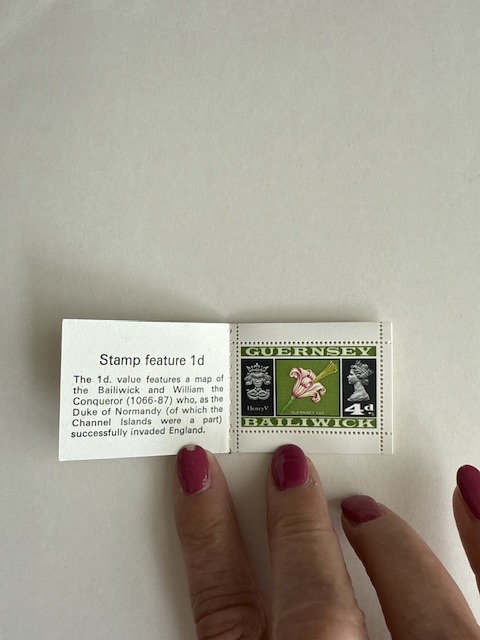 Stamp feature 1d
The 1d. value features a map of
the Bailiwick and William the
Conqueror (1066-87) who, as the
Duke of Normandy (of which the
Channel Islands were a part)
successfully invaded England.
GUERNSEY
Henry V
GUERNSEY LILY
4d
BAILIWICK